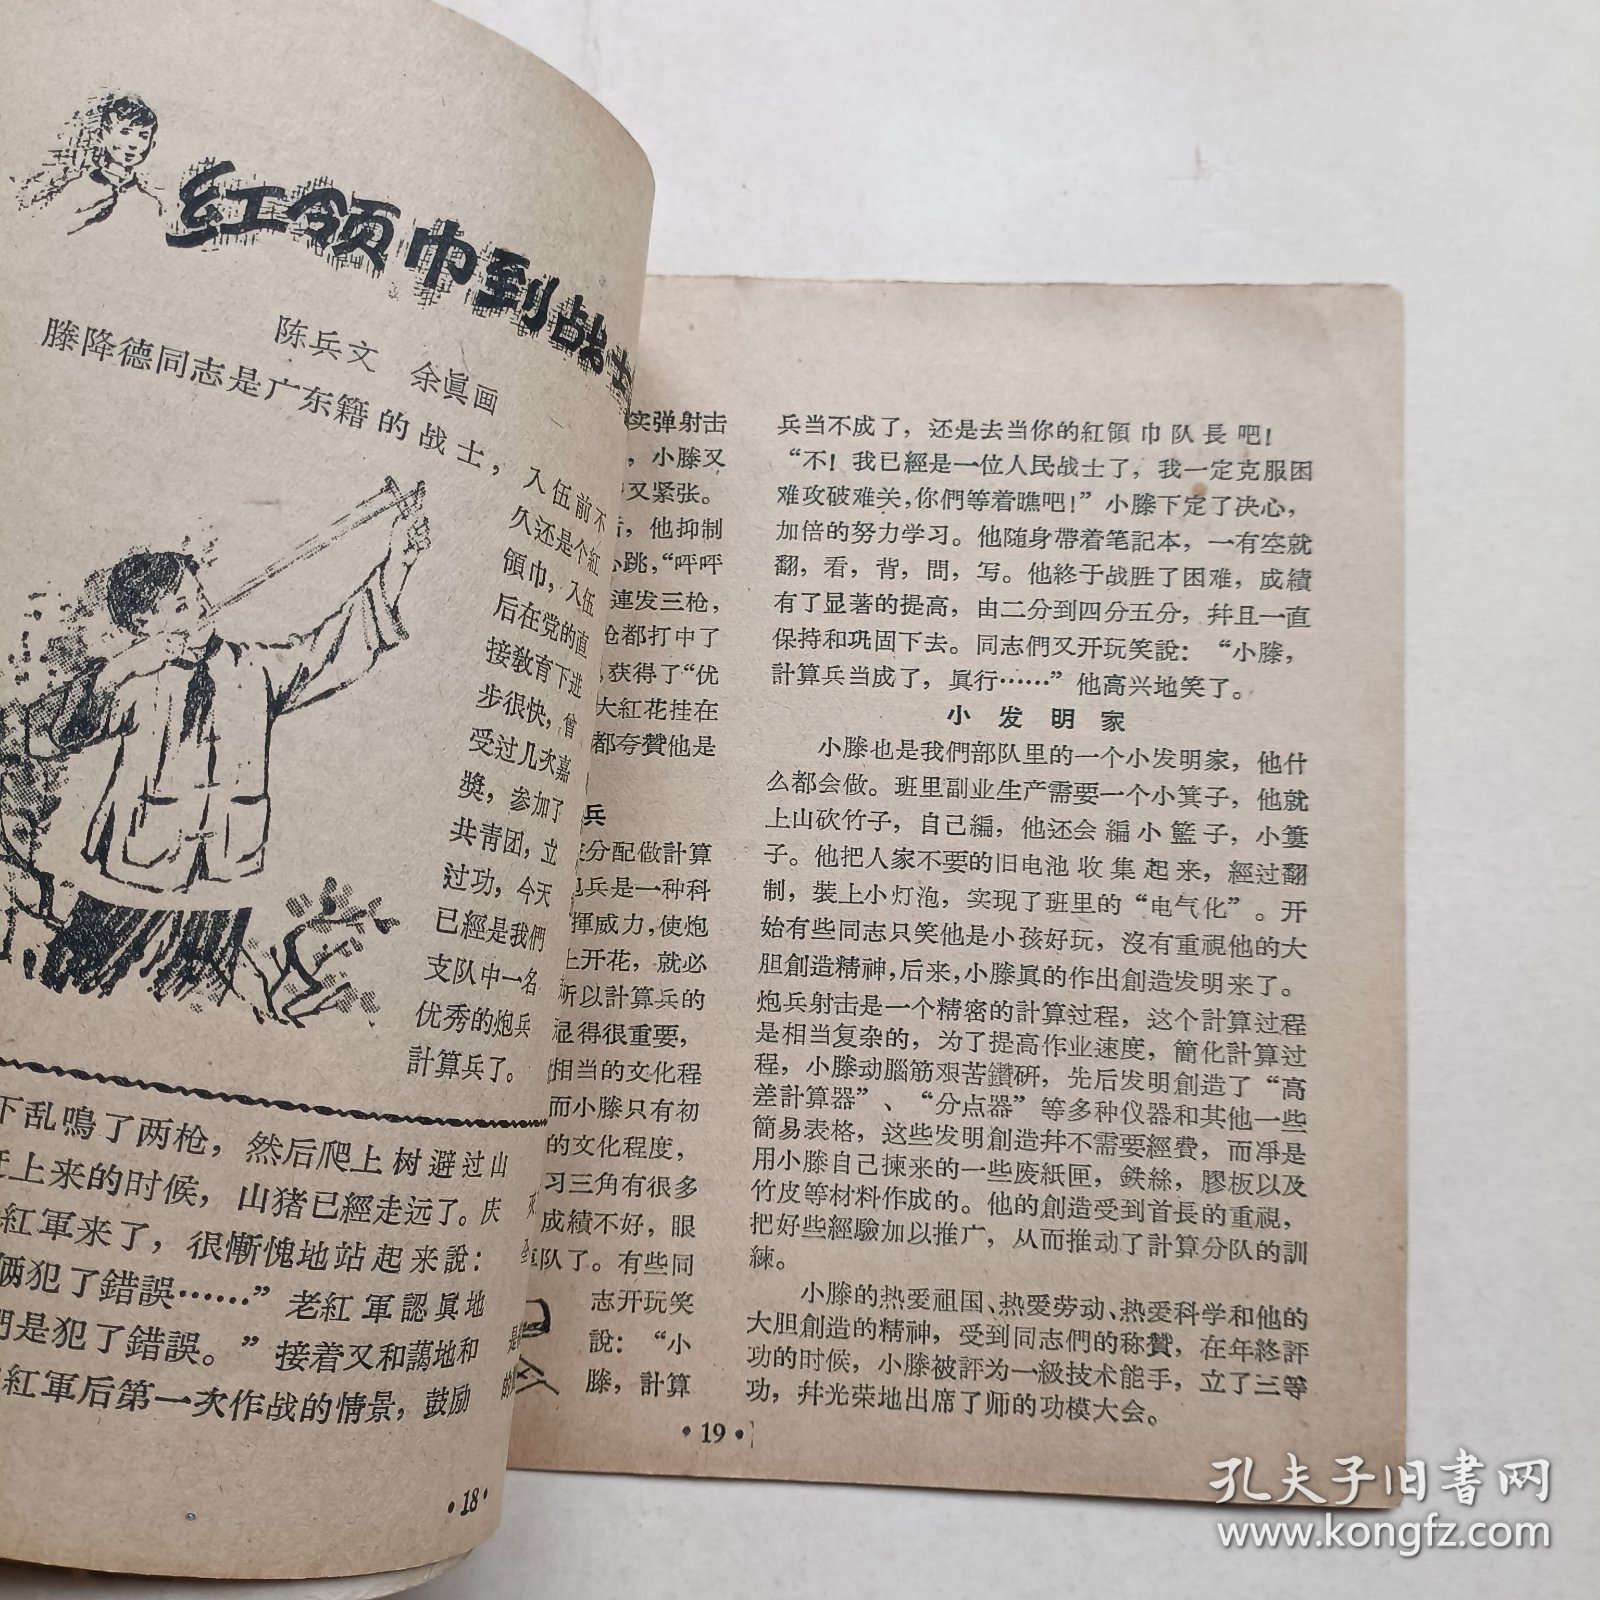 红领巾到战士
陈兵文 余眞画
滕降德同志是广东籍的战士，
入伍前不
久还是个紅
領巾，入伍
后在党的直
接敎育下进
步很快，曾
受过几次嘉
獎，参加了
共青团，立
过功，今天
已經是我們
支队中一名
优秀的炮兵
計算兵了。
下乱鳴了两枪，然后爬上树避过山
上来的时候，山猪已經走远了。庆
紅軍来了，很慚愧地站起来說：
俩犯了錯誤……”老紅軍認眞地
們是犯了錯誤。”接着又和藹地和
紅軍后第一次作战的情景，鼓励
·18·
实弹射击
，小滕又
又紧张。
，他抑制
心跳，“呯呯
連发三枪，
枪都打中了
获得了“优
大紅花挂在
都夸贊他是
兵
分配做計算
炮兵是一种科
揮威力，使炮
上开花，就必
所以計算兵的
显得很重要，
相当的文化程
而小滕只有初
的文化程度，
习三角有很多
成績不好，眼
队了。有些同
志开玩笑
說：“小
滕，計算
兵当不成了，还是去当你的紅領巾队長吧！
“不！我已經是一位人民战士了，我一定克服困
难攻破难关，你們等着瞧吧！”小滕下定了决心，
加倍的努力学习。他随身帶着笔記本，一有空就
翻，看，背，問，写。他終于战胜了困难，成績
有了显著的提高，由二分到四分五分，幷且一直
保持和巩固下去。同志們又开玩笑說：“小滕，
計算兵当成了，眞行……”他高兴地笑了。
小发明家
小滕也是我們部队里的一个小发明家，他什
么都会做。班里副业生产需要一个小箕子，他就
上山砍竹子，自己編，他还会編小籃子，小簍
子。他把人家不要的旧电池收集起来，經过翻
制，裝上小灯泡，实現了班里的“电气化”。开
始有些同志只笑他是小孩好玩，沒有重視他的大
胆創造精神，后来，小滕眞的作出創造发明来了。
炮兵射击是一个精密的計算过程，这个計算过程
是相当复杂的，为了提高作业速度，簡化計算过
程，小滕动腦筋艰苦鑽硏，先后发明創造了“高
差計算器”、“分点器”等多种仪器和其他一些
簡易表格，这些发明創造幷不需要經費，而淨是
用小滕自己揀来的一些废紙匣，鉄絲，膠板以及
竹皮等材料作成的。他的創造受到首長的重視，
把好些經驗加以推广，从而推动了計算分队的訓
練。
小滕的热爱祖国、热爱劳动、热爱科学和他的
大胆創造的精神，受到同志們的称贊，在年終評
功的时候，小滕被評为一級技术能手，立了三等
功，幷光荣地出席了师的功模大会。
·19·
孔夫子旧書网
www.kongfz.com